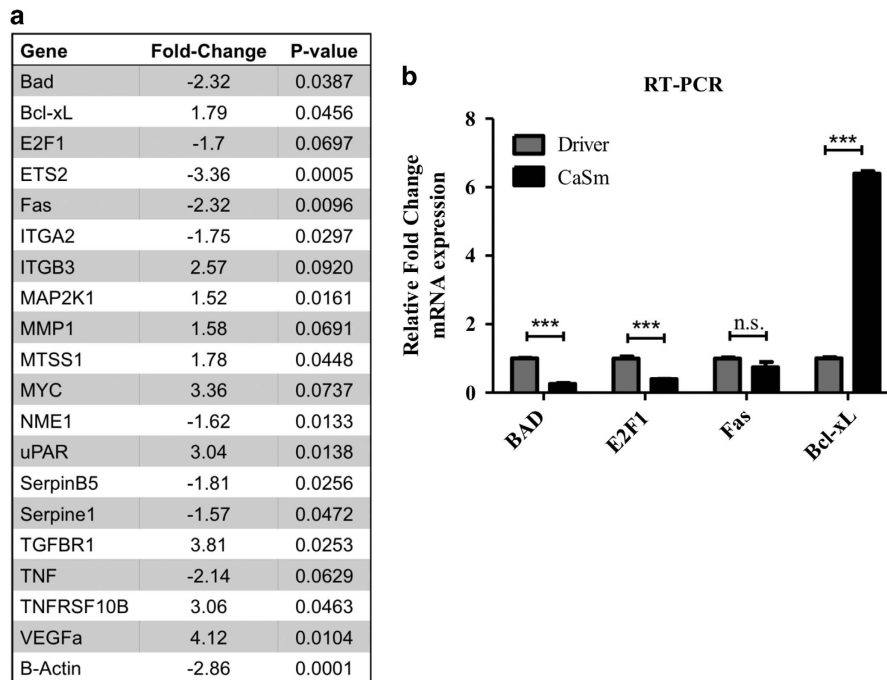 a
Gene Fold-Change P-value
Bad -2.32 0.0387
Bcl-xL 1.79 0.0456
E2F1 -1.7 0.0697
ETS2 -3.36 0.0005
Fas -2.32 0.0096
ITGA2 -1.75 0.0297
ITGB3 2.57 0.0920
MAP2K1 1.52 0.0161
MMP1 1.58 0.0691
MTSS1 1.78 0.0448
MYC 3.36 0.0737
NME1 -1.62 0.0133
uPAR 3.04 0.0138
SerpinB5 -1.81 0.0256
Serpine1 -1.57 0.0472
TGFBR1 3.81 0.0253
TNF -2.14 0.0629
TNFRSF10B 3.06 0.0463
VEGFa 4.12 0.0104
B-Actin -2.86 0.0001
b
RT-PCR
Relative Fold Change
mRNA expression
8
6
4
2
0
Driver
CaSm
***
***
n.s.
***
BAD
E2F1
Fas
Bcl-xL